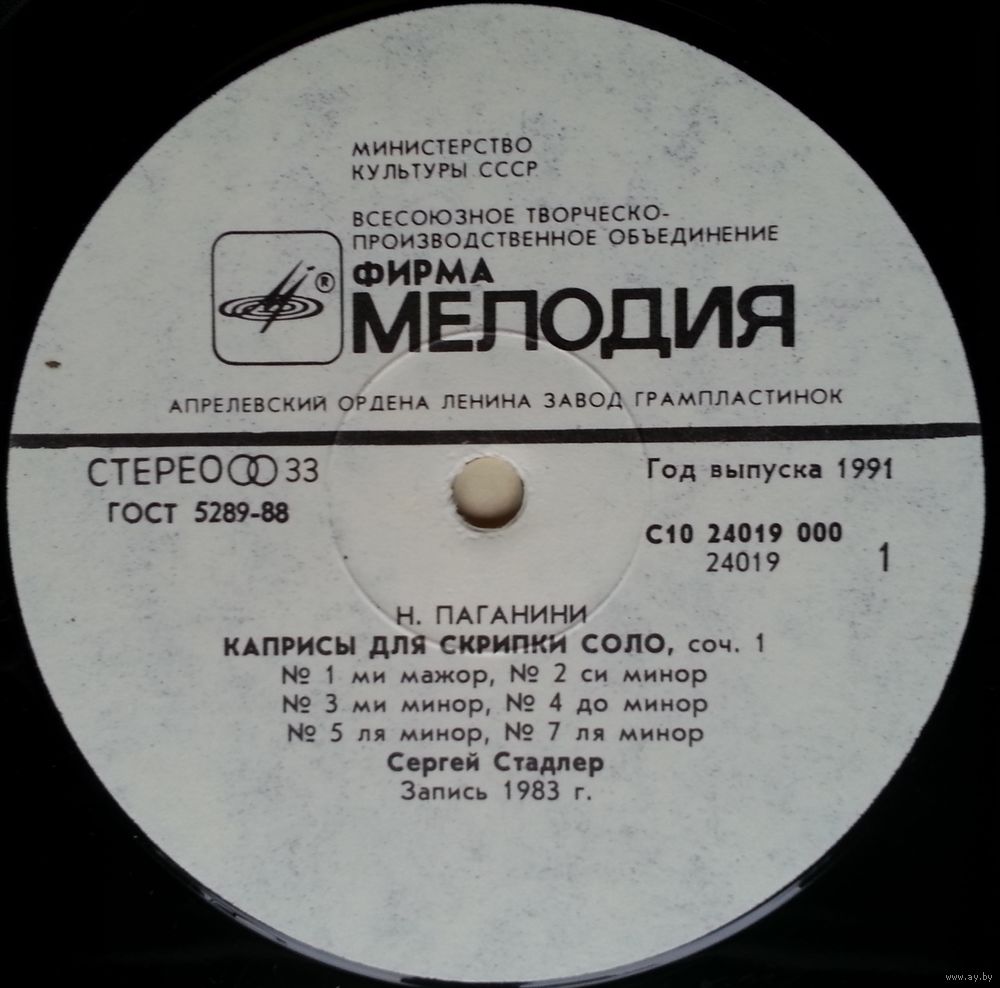 МИНИСТЕРСТВО
КУЛЬТУРЫ СССР
ВСЕСОЮЗНОЕ ТВОРЧЕСКО-
ПРОИЗВОДСТВЕННОЕ ОБЪЕДИНЕНИЕ
ФИРМА
®
МЕЛОДИЯ
АПРЕЛЕВСКИЙ ОРДЕНА ЛЕНИНА ЗАВОД ГРАМПЛАСТИНОК
СТЕРЕО 33
ГОСТ 5289-88
Год выпуска 1991
С10 24019 000
24019
1
Н. ПАГАНИНИ
КАПРИСЫ ДЛЯ СКРИПКИ СОЛО, соч. 1
№ 1 ми мажор, № 2 си минор
№ 3 ми минор, № 4 до минор
№ 5 ля минор, № 7 ля минор
Сергей Стадлер
Запись 1983 г.
www.ay.by